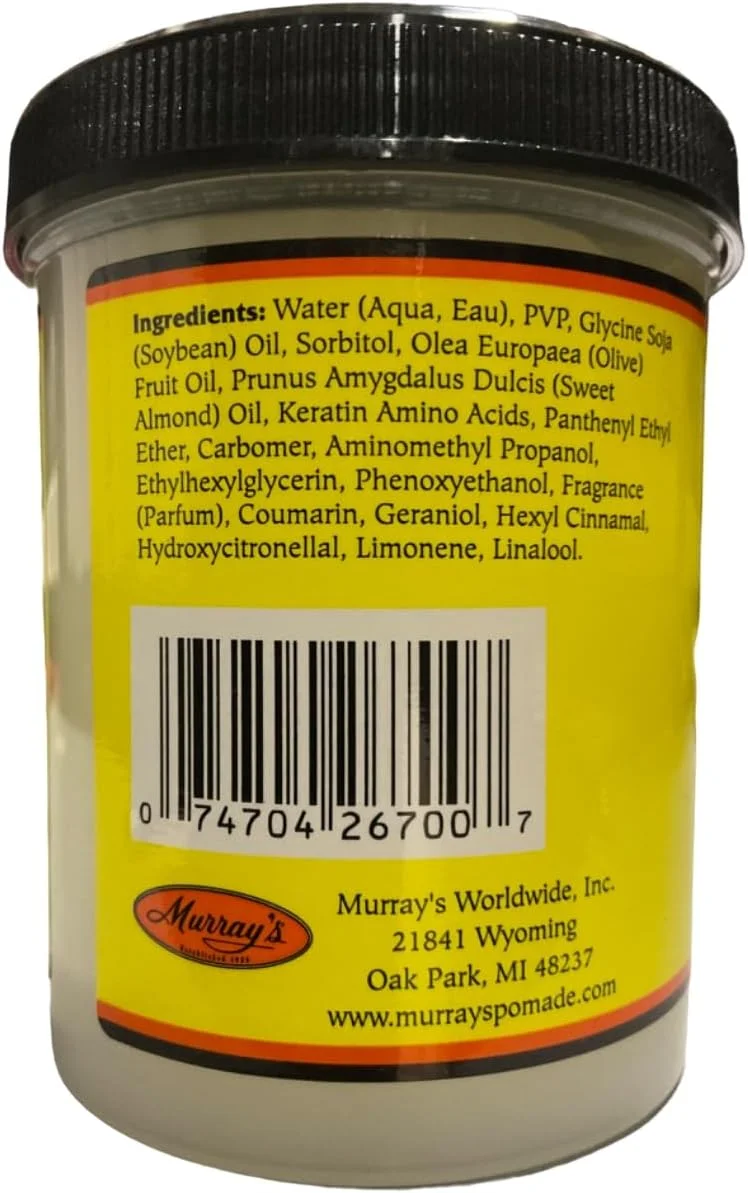 Ingredients: Water (Aqua, Eau), PVP, Glycine Soja
(Soybean) Oil, Sorbitol, Olea Europaea (Olive)
Fruit Oil, Prunus Amygdalus Dulcis (Sweet
Almond) Oil, Keratin Amino Acids, Panthenyl Ethyl
Ether, Carbomer, Aminomethyl Propanol,
Ethylhexylglycerin, Phenoxyethanol, Fragrance
(Parfum), Coumarin, Geraniol, Hexyl Cinnamal,
Hydroxycitronellal, Limonene, Linalool.
0 74704 26700 7
Murray's
Murray's Worldwide, Inc.
21841 Wyoming
Oak Park, MI 48237
www.murrayspomade.com